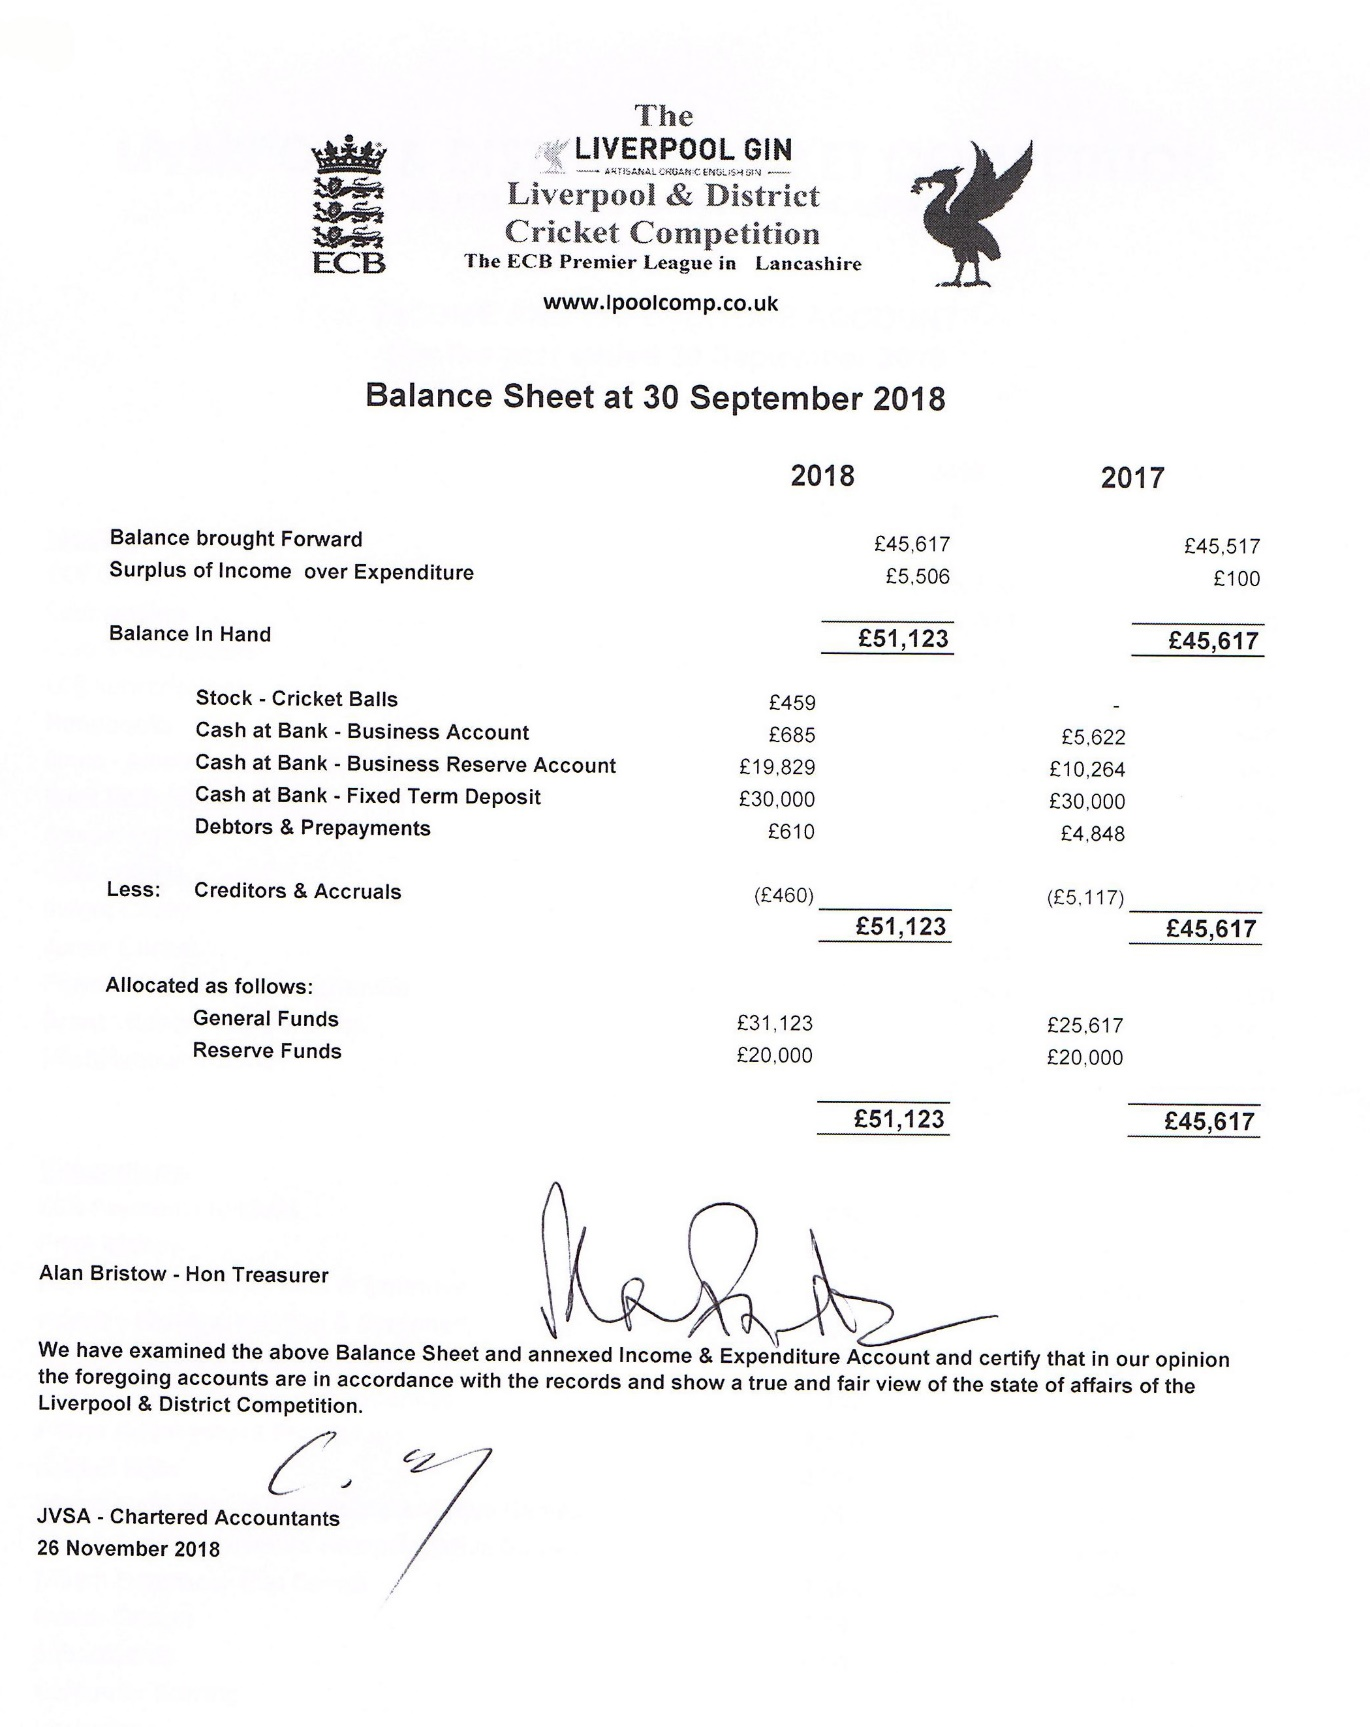 The
LIVERPOOL GIN
ARTISANAL ORGANIC ENGLISH GIN
Liverpool & District
Cricket Competition
The ECB Premier League in Lancashire
ECB
www.lpoolcomp.co.uk
Balance Sheet at 30 September 2018
2018 2017
Balance brought Forward £45,617 £45,517
Surplus of Income over Expenditure £5,506 £100
Balance In Hand £51,123 £45,617
Stock - Cricket Balls £459 -
Cash at Bank - Business Account £685 £5,622
Cash at Bank - Business Reserve Account £19,829 £10,264
Cash at Bank - Fixed Term Deposit £30,000 £30,000
Debtors & Prepayments £610 £4,848
Less: Creditors & Accruals (£460) (£5,117)
£51,123 £45,617
Allocated as follows:
General Funds £31,123 £25,617
Reserve Funds £20,000 £20,000
£51,123 £45,617
Alan Bristow - Hon Treasurer
We have examined the above Balance Sheet and annexed Income & Expenditure Account and certify that in our opinion
the foregoing accounts are in accordance with the records and show a true and fair view of the state of affairs of the
Liverpool & District Competition.
JVSA - Chartered Accountants
26 November 2018